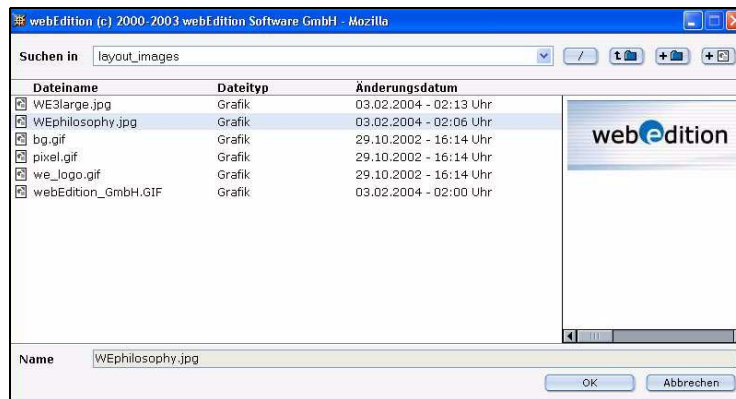 webEdition (c) 2000-2003 webEdition Software GmbH - Mozilla
Suchen in layout_images /
Dateiname Dateityp Änderungsdatum
WE3large.jpg Grafik 03.02.2004 - 02:13 Uhr
WEphilosophy.jpg Grafik 03.02.2004 - 02:06 Uhr
bg.gif Grafik 29.10.2002 - 16:14 Uhr
pixel.gif Grafik 29.10.2002 - 16:14 Uhr
we_logo.gif Grafik 29.10.2002 - 16:14 Uhr
webEdition_GmbH.GIF Grafik 03.02.2004 - 02:00 Uhr
webedition
Name WEphilosophy.jpg
OK Abbrechen